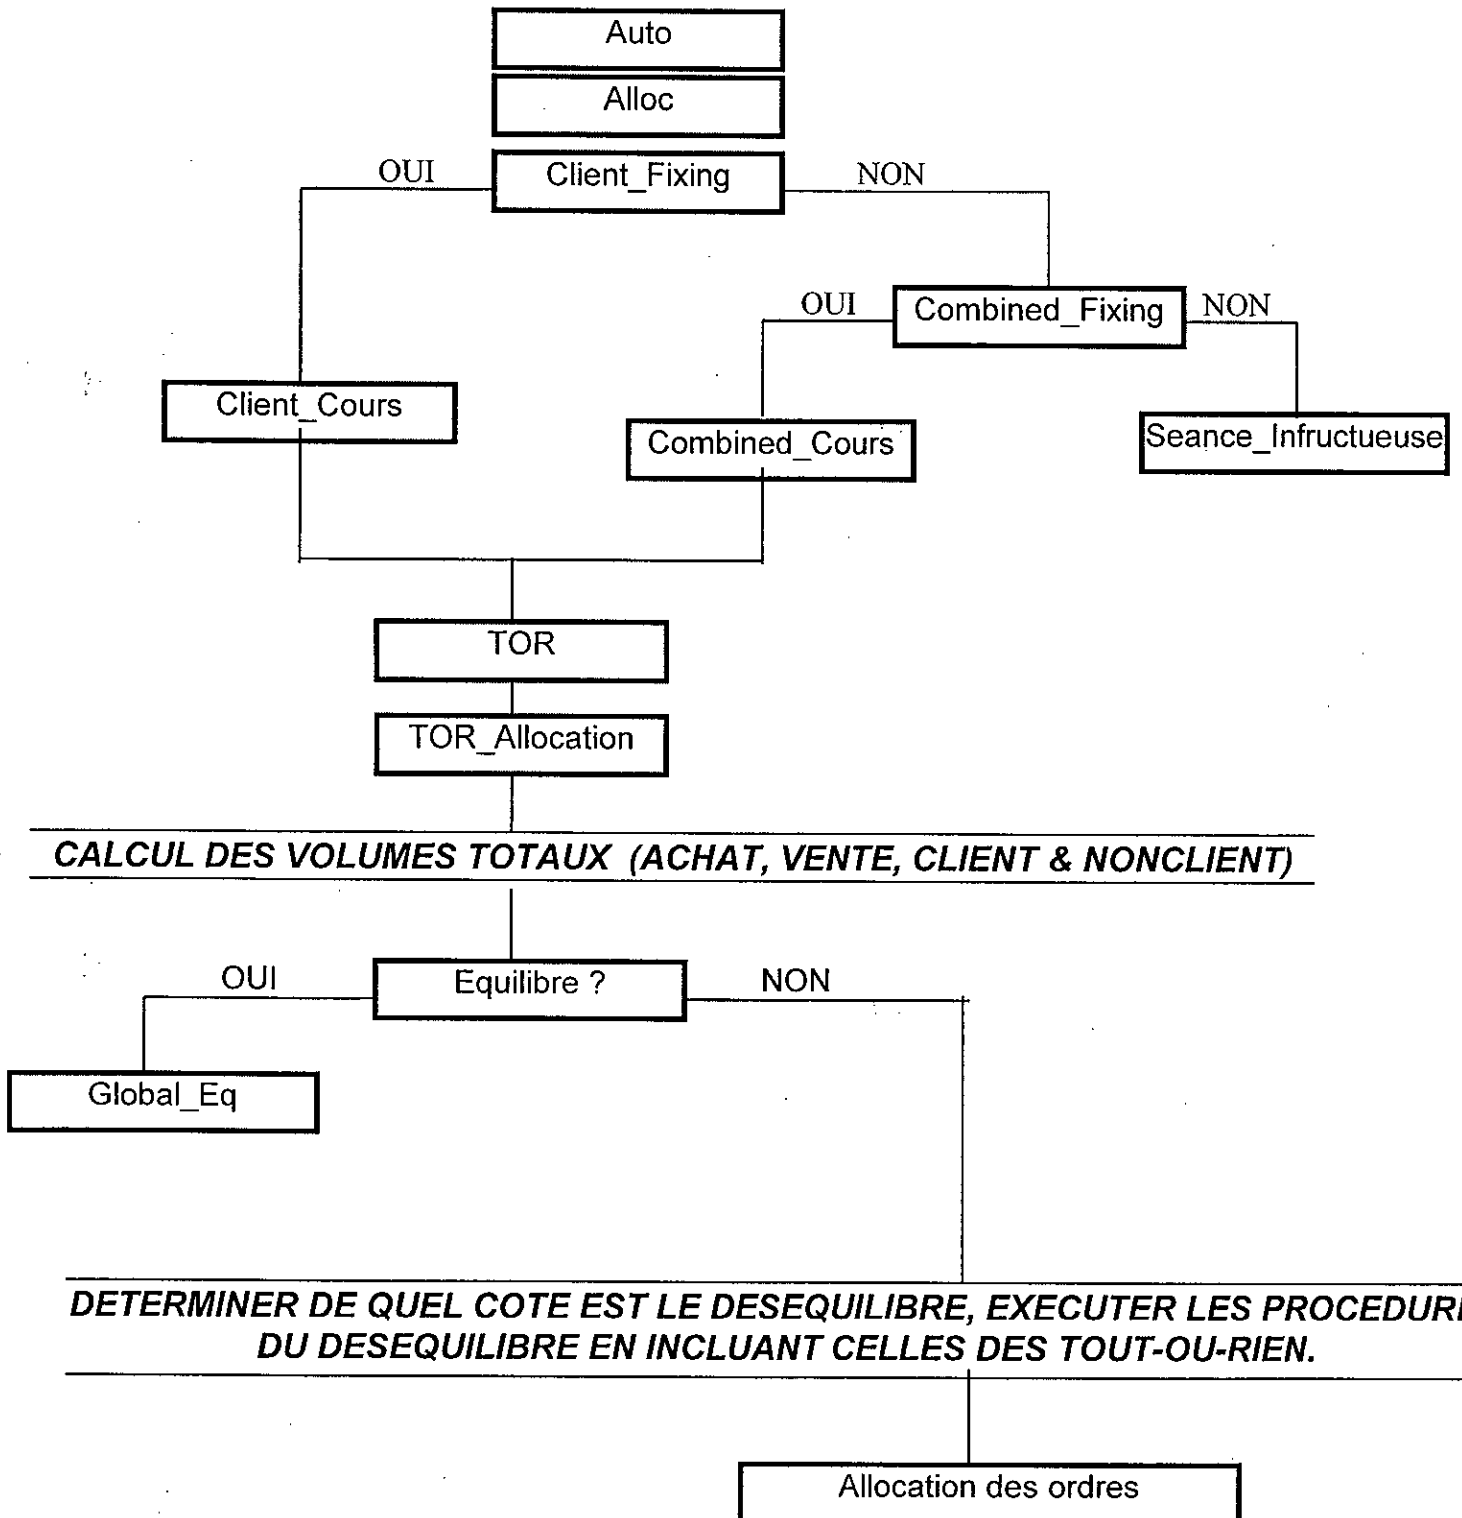 Auto
Alloc
OUI
Client_Fixing
NON
OUI
Combined_Fixing
NON
Client_Cours
Combined_Cours
Seance_Infructueuse
TOR
TOR_Allocation
CALCUL DES VOLUMES TOTAUX (ACHAT, VENTE, CLIENT & NONCLIENT)
OUI
Equilibre ?
NON
Global_Eq
DETERMINER DE QUEL COTE EST LE DESEQUILIBRE, EXECUTER LES PROCEDURE
DU DESEQUILIBRE EN INCLUANT CELLES DES TOUT-OU-RIEN.
Allocation des ordres